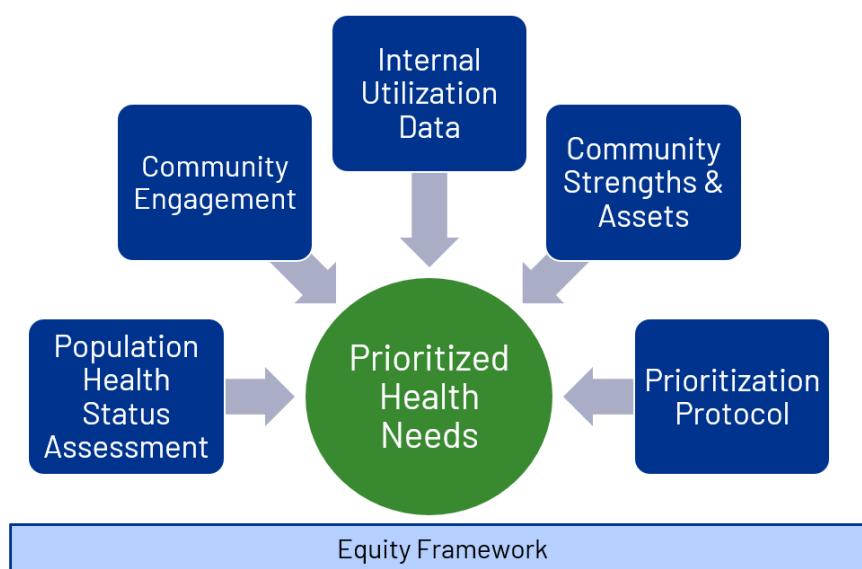 Internal
Utilization
Data
Community
Engagement
Community
Strengths &
Assets
Population
Health
Status
Assessment
Prioritized
Health
Needs
Prioritization
Protocol
Equity Framework